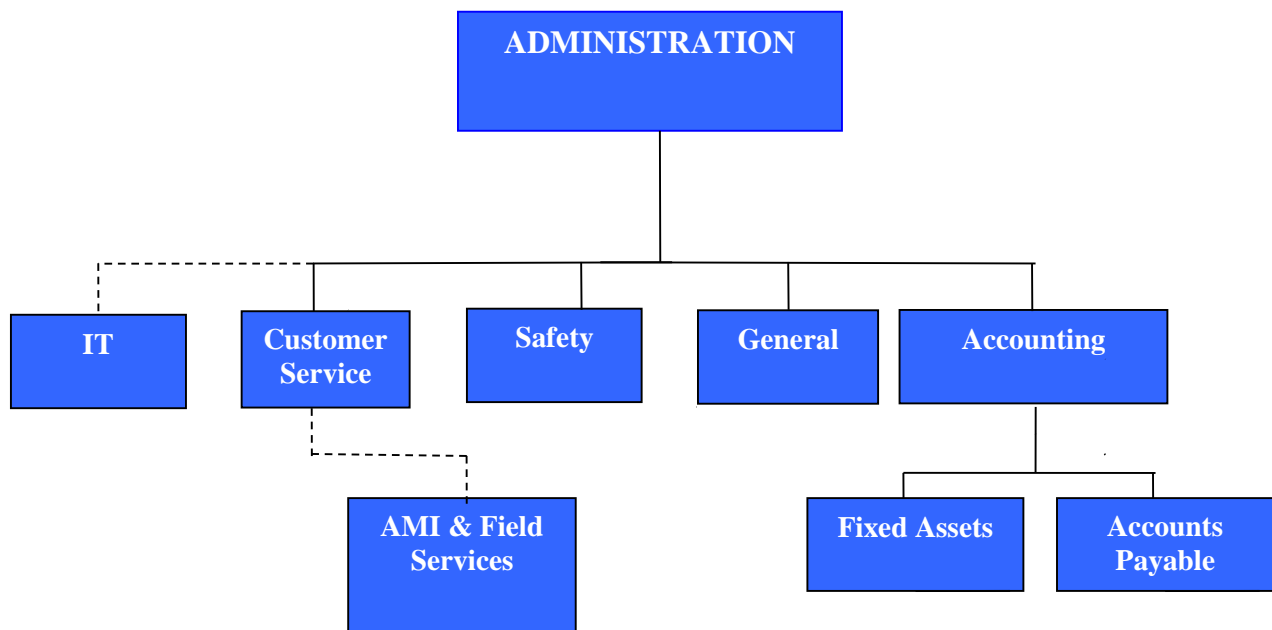 ADMINISTRATION
IT
Customer
Service
Safety
General
Accounting
AMI & Field
Services
Fixed Assets
Accounts
Payable